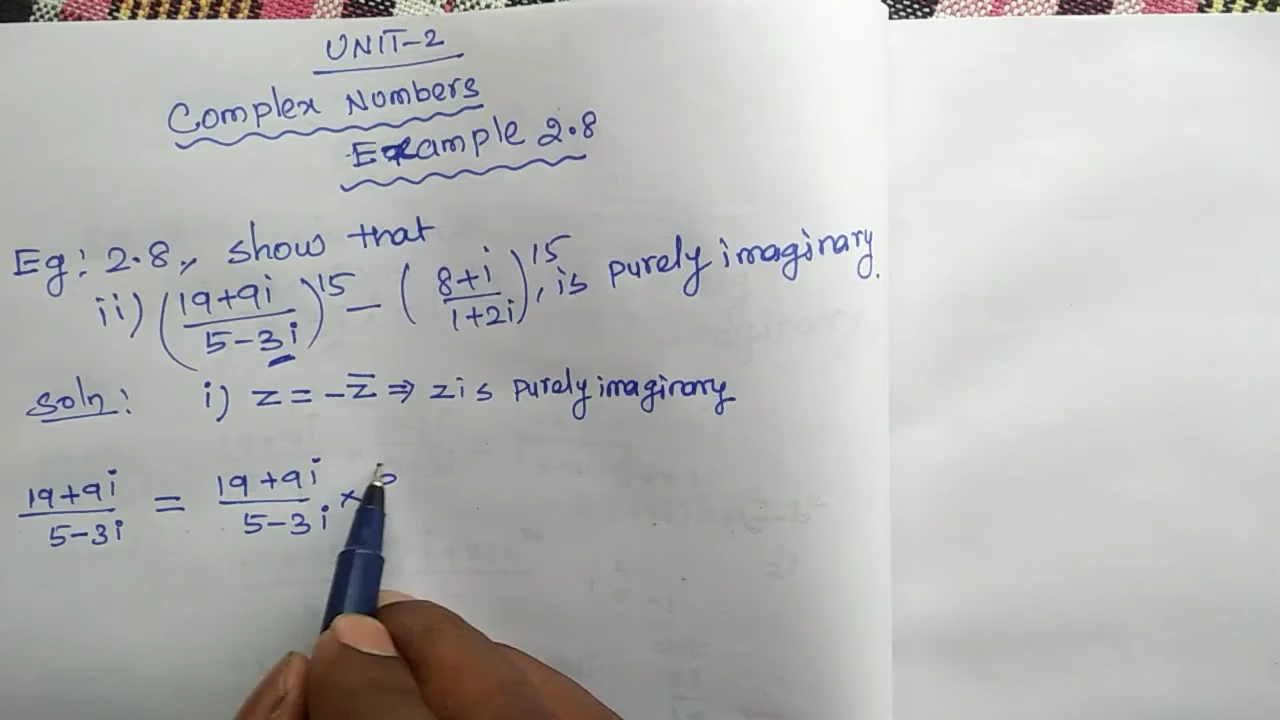 UNIT-2
Complex Numbers
Example 2.8
Eg: 2.8, show that
ii) (19+9i / 5-3i)^15 - (8+i / 1+2i)^15, is purely imaginary.
Soln: i) z = -z̅ ⇒ z is purely imaginary
19+9i / 5-3i = 19+9i / 5-3i ×